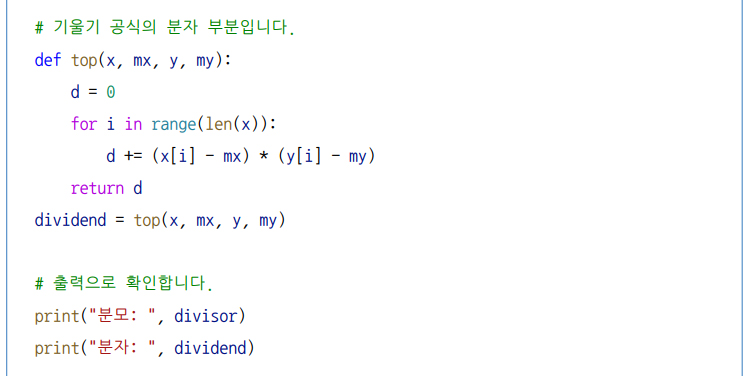 # 기울기 공식의 분자 부분입니다.
def top(x, mx, y, my):
    d = 0
    for i in range(len(x)):
        d += (x[i] - mx) * (y[i] - my)
    return d
dividend = top(x, mx, y, my)
# 출력으로 확인합니다.
print("분모: ", divisor)
print("분자: ", dividend)